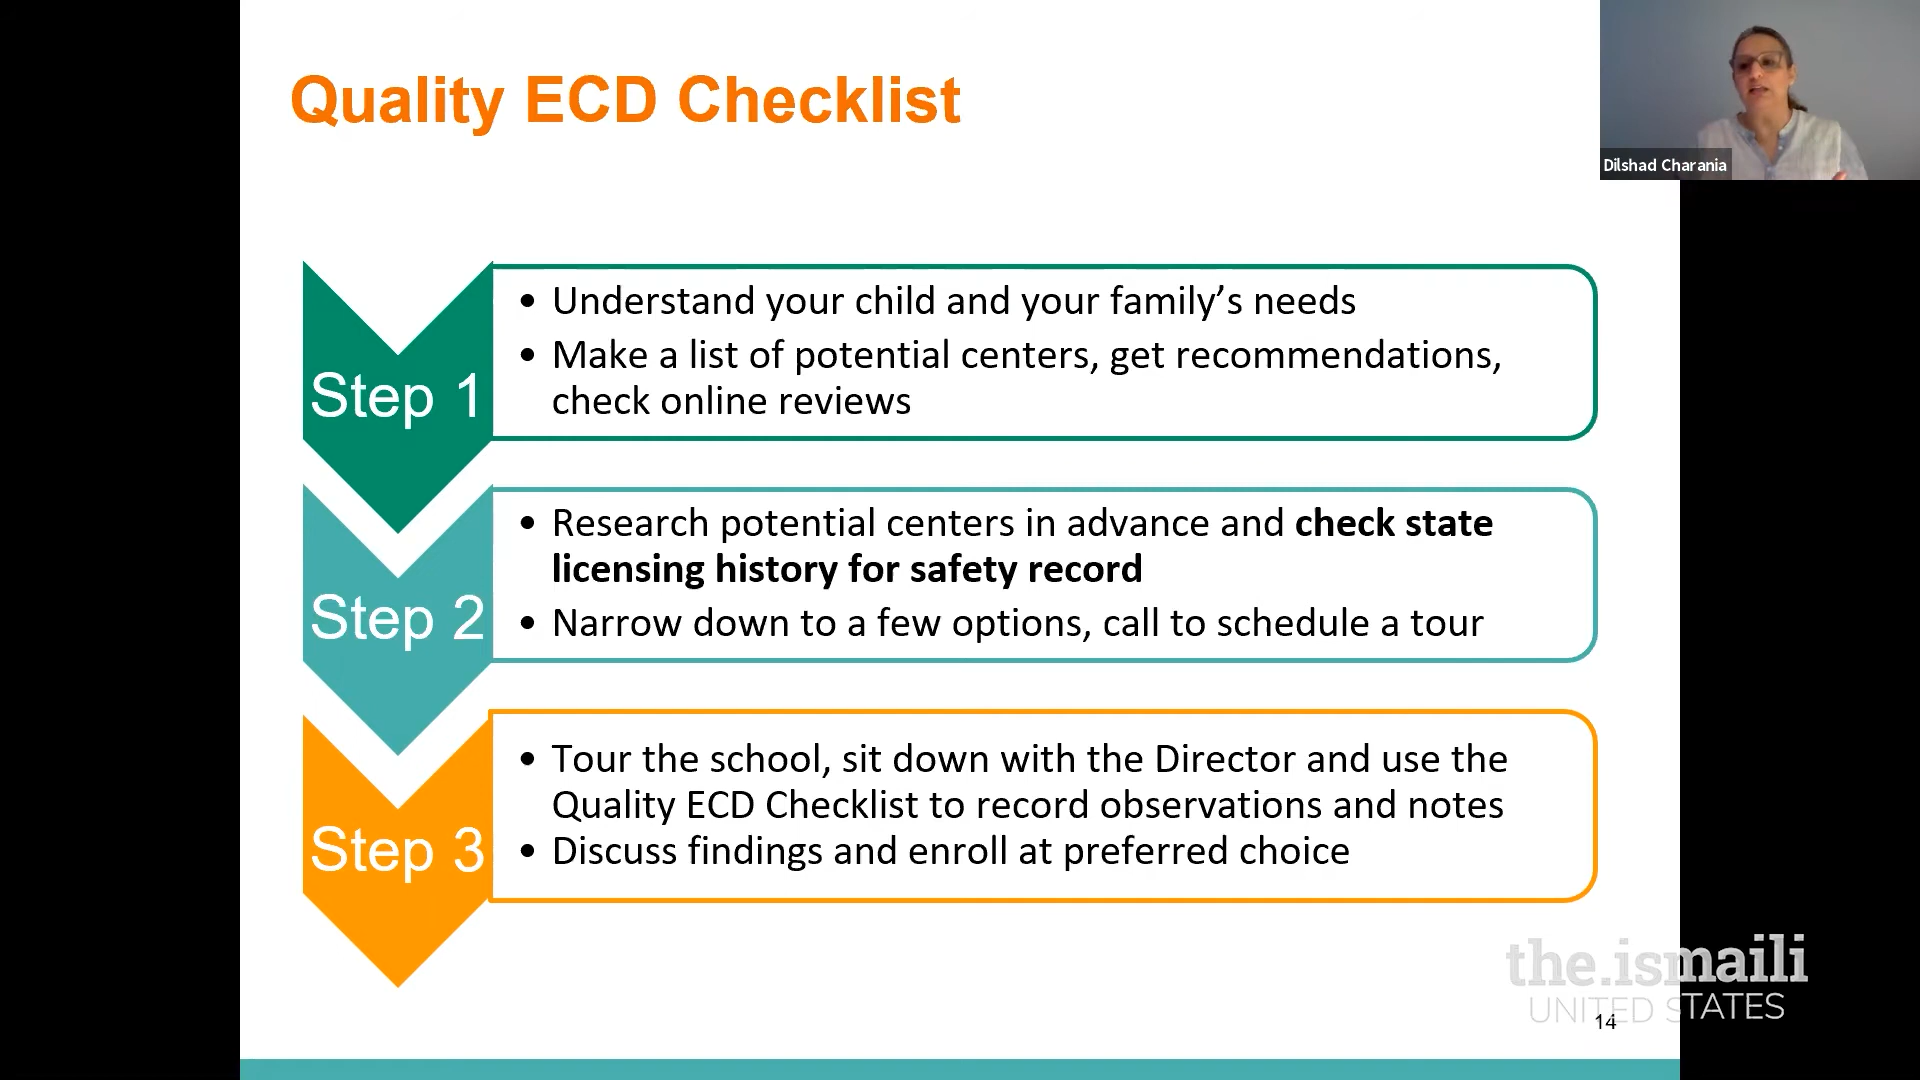 Quality ECD Checklist
Dilshad Charania
Step 1
• Understand your child and your family’s needs
• Make a list of potential centers, get recommendations,
check online reviews
Step 2
• Research potential centers in advance and check state
licensing history for safety record
• Narrow down to a few options, call to schedule a tour
Step 3
• Tour the school, sit down with the Director and use the
Quality ECD Checklist to record observations and notes
• Discuss findings and enroll at preferred choice
the.ismaili
UNITED STATES
14